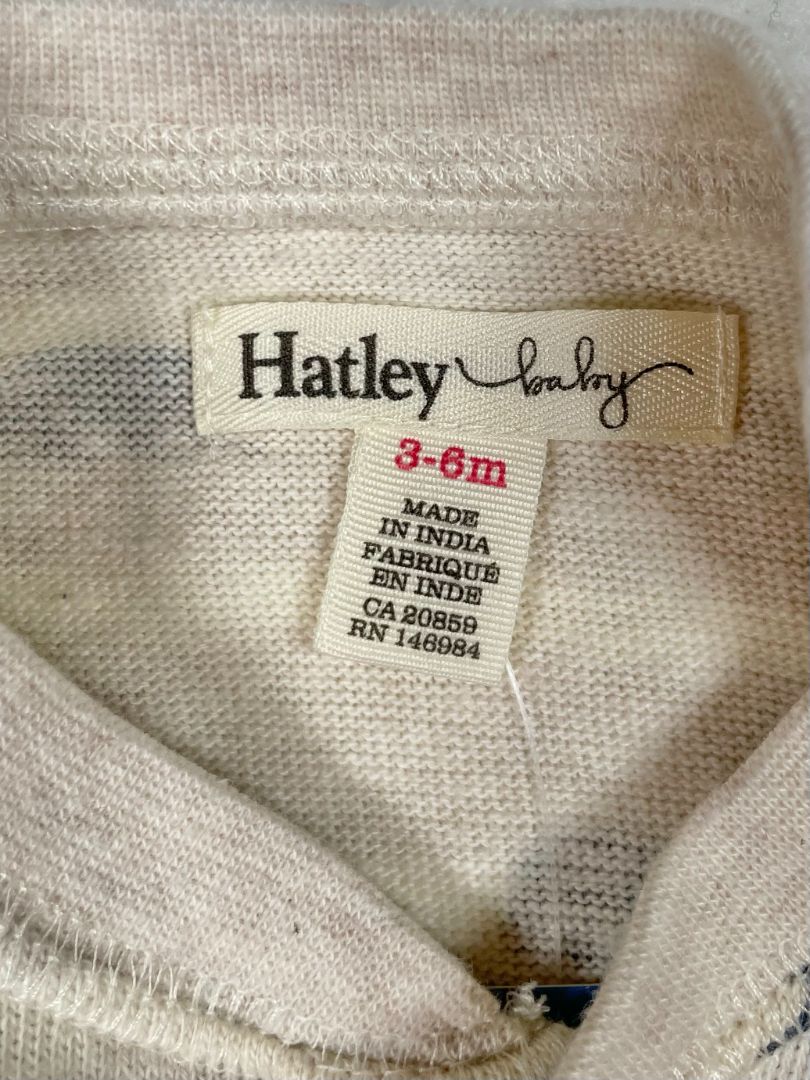 Hatley baby
3-6m
MADE
IN INDIA
FABRIQUÉ
EN INDE
CA 20859
RN 146984